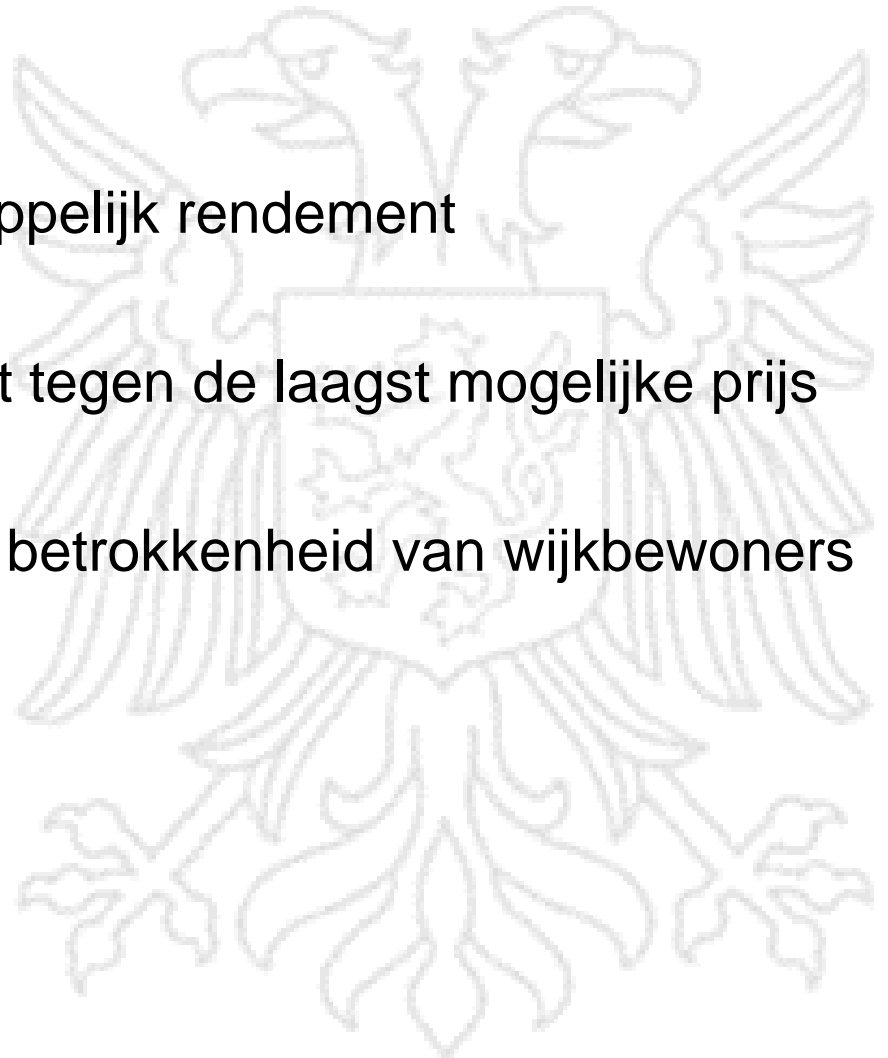 ppelijk rendement
t tegen de laagst mogelijke prijs
betrokkenheid van wijkbewoners